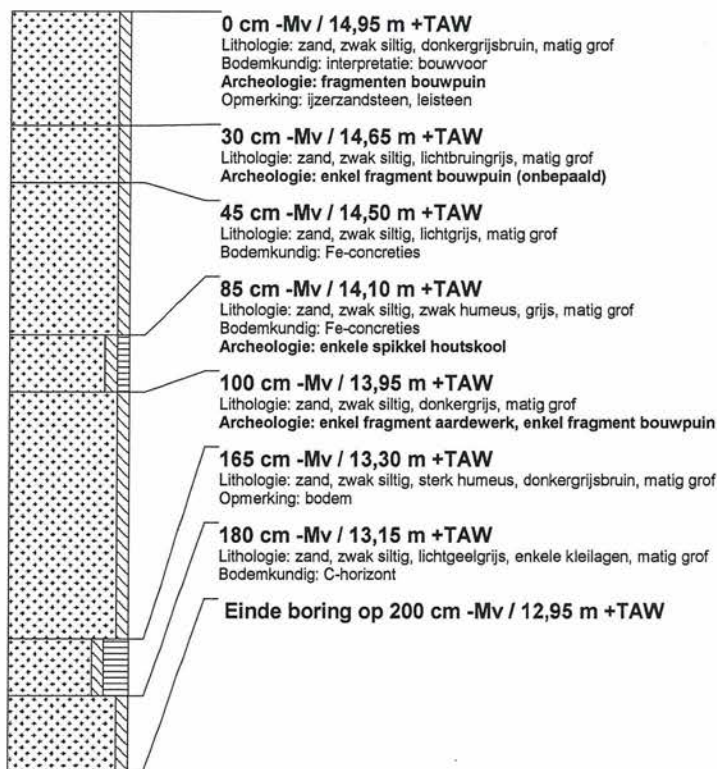 0 cm -Mv / 14,95 m +TAW
Lithologie: zand, zwak siltig, donkergrijsbruin, matig grof
Bodemkundig: interpretatie: bouwvoor
Archeologie: fragmenten bouwpuin
Opmerking: ijzerzandsteen, leisteen
30 cm -Mv / 14,65 m +TAW
Lithologie: zand, zwak siltig, lichtbruingrijs, matig grof
Archeologie: enkel fragment bouwpuin (onbepaald)
45 cm -Mv / 14,50 m +TAW
Lithologie: zand, zwak siltig, lichtgrijs, matig grof
Bodemkundig: Fe-concreties
85 cm -Mv / 14,10 m +TAW
Lithologie: zand, zwak siltig, zwak humeus, grijs, matig grof
Bodemkundig: Fe-concreties
Archeologie: enkele spikkel houtskool
100 cm -Mv / 13,95 m +TAW
Lithologie: zand, zwak siltig, donkergrijs, matig grof
Archeologie: enkel fragment aardewerk, enkel fragment bouwpuin
165 cm -Mv / 13,30 m +TAW
Lithologie: zand, zwak siltig, sterk humeus, donkergrijsbruin, matig grof
Opmerking: bodem
180 cm -Mv / 13,15 m +TAW
Lithologie: zand, zwak siltig, lichtgeelgrijs, enkele kleilagen, matig grof
Bodemkundig: C-horizont
Einde boring op 200 cm -Mv / 12,95 m +TAW